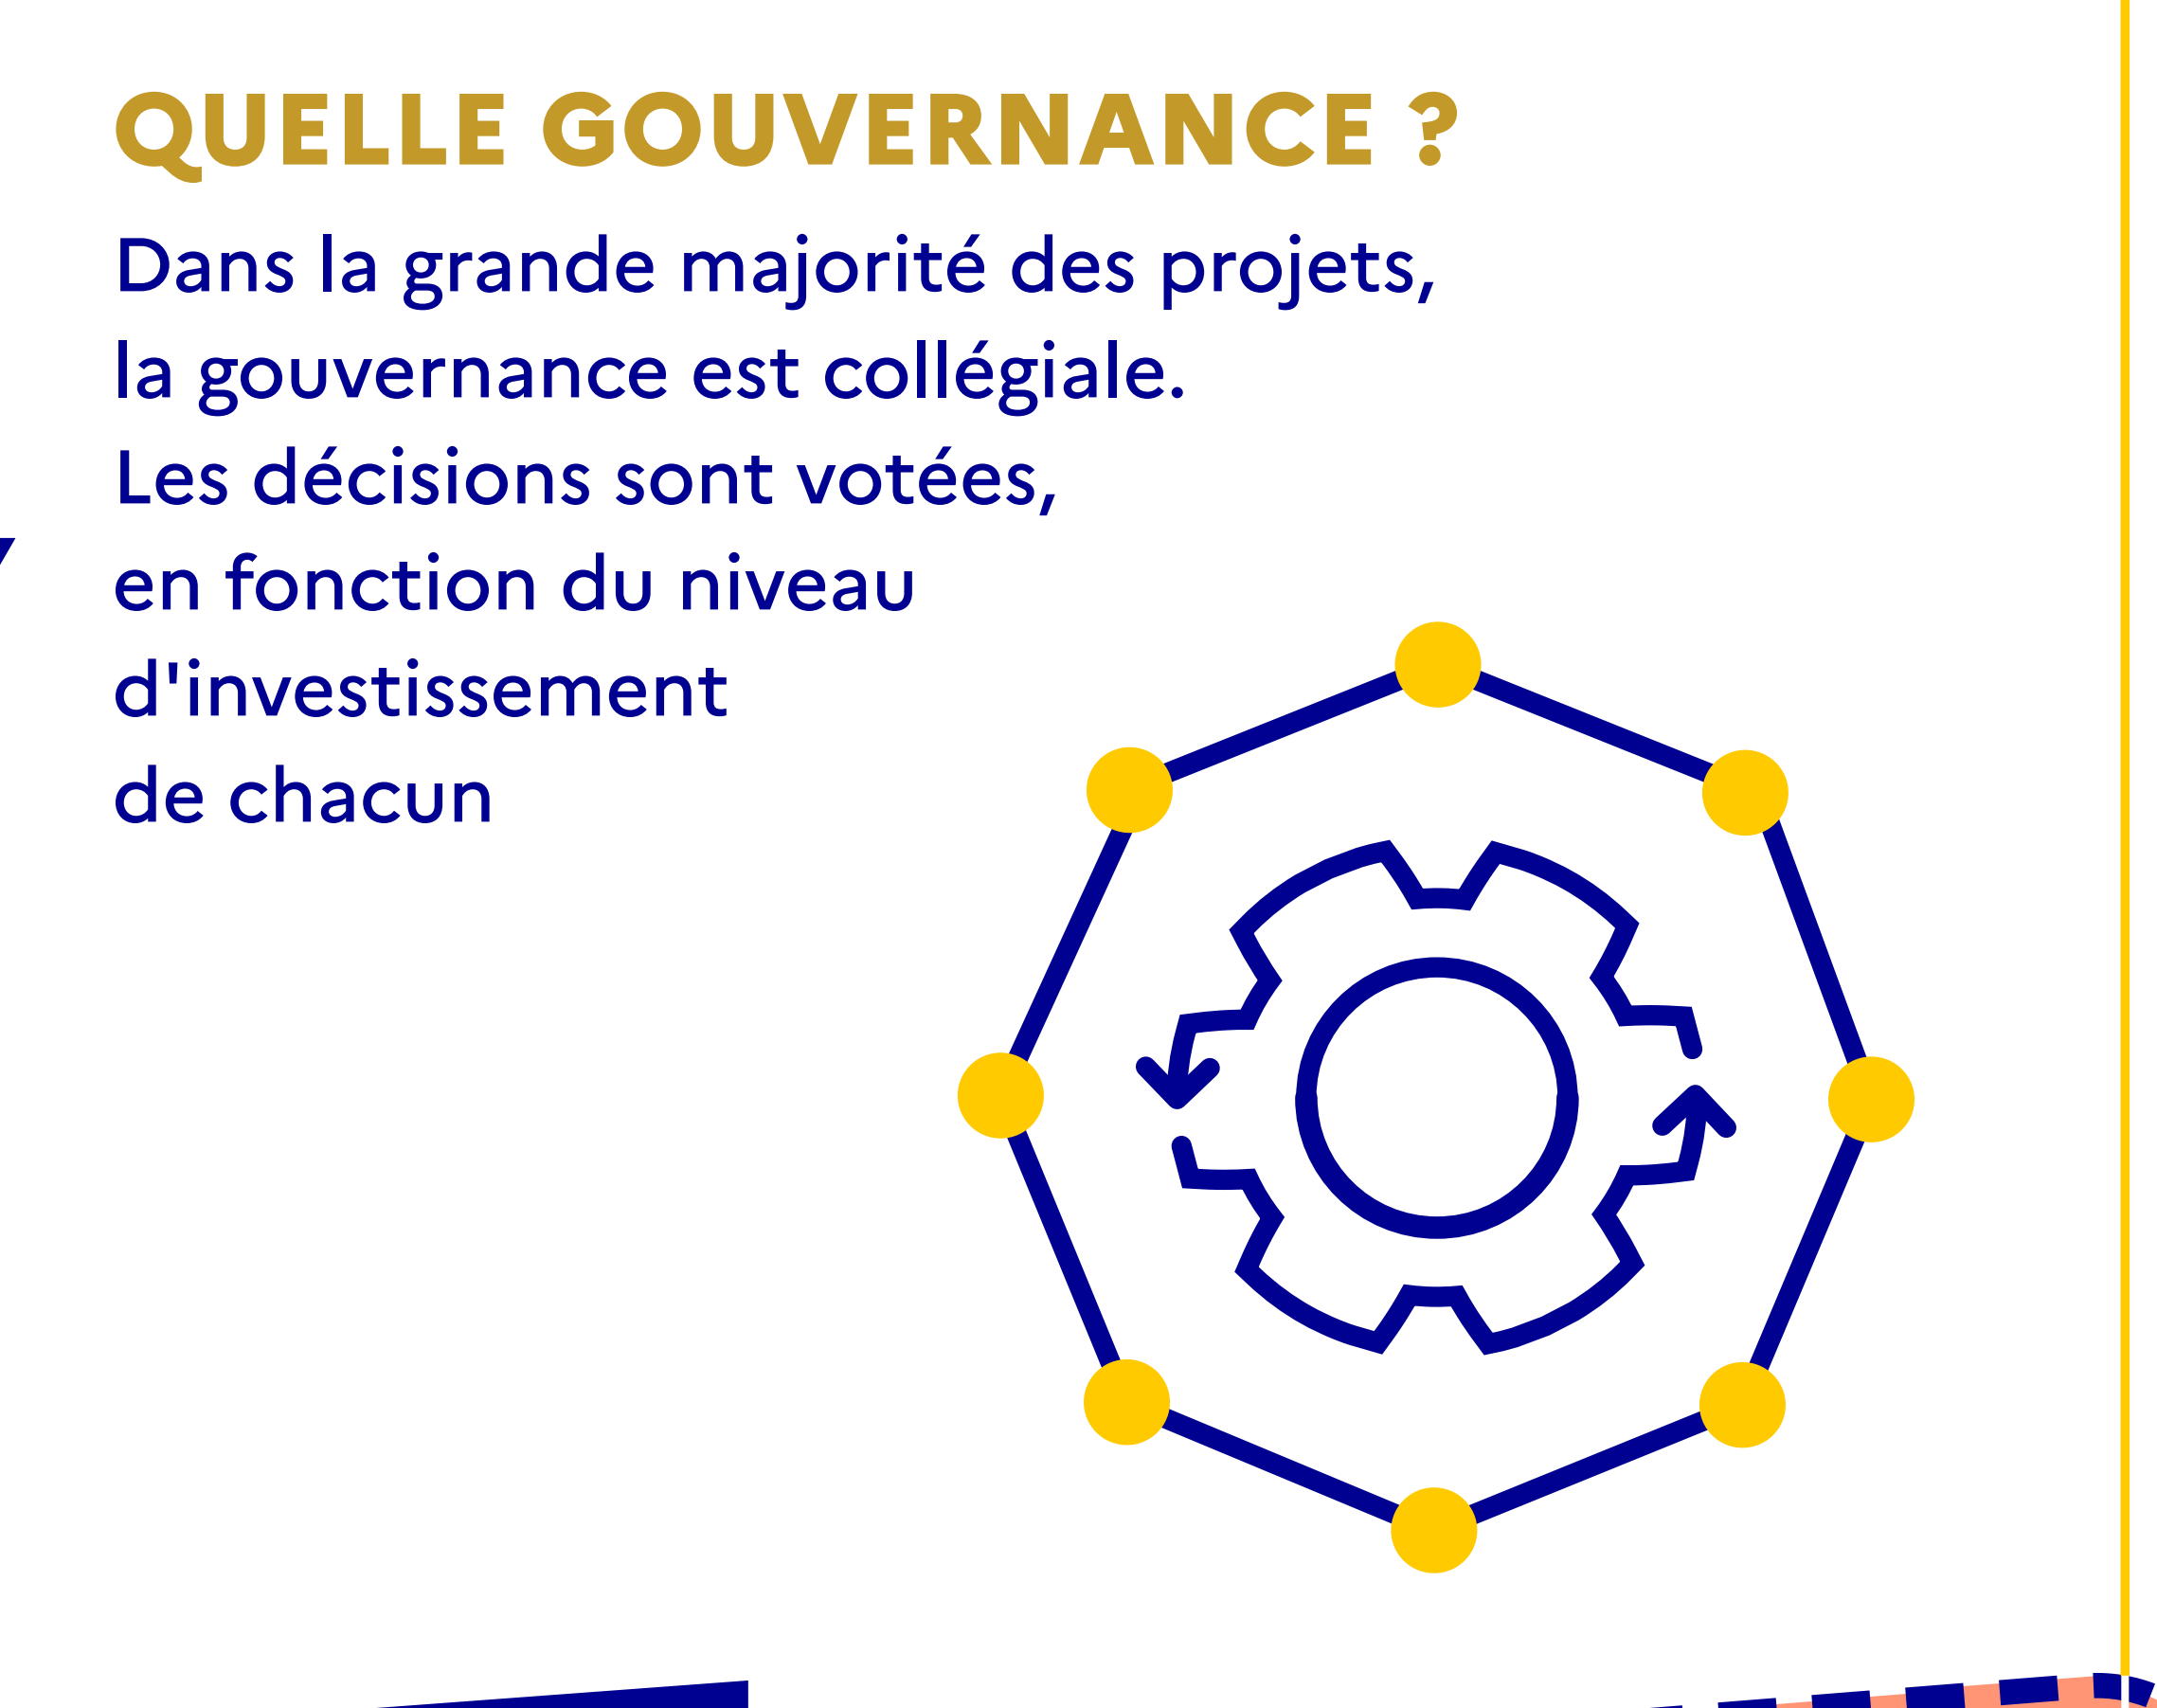 QUELLE GOUVERNANCE ?
Dans la grande majorité des projets,
la gouvernance est collégiale.
Les décisions sont votées,
en fonction du niveau
d'investissement
de chacun